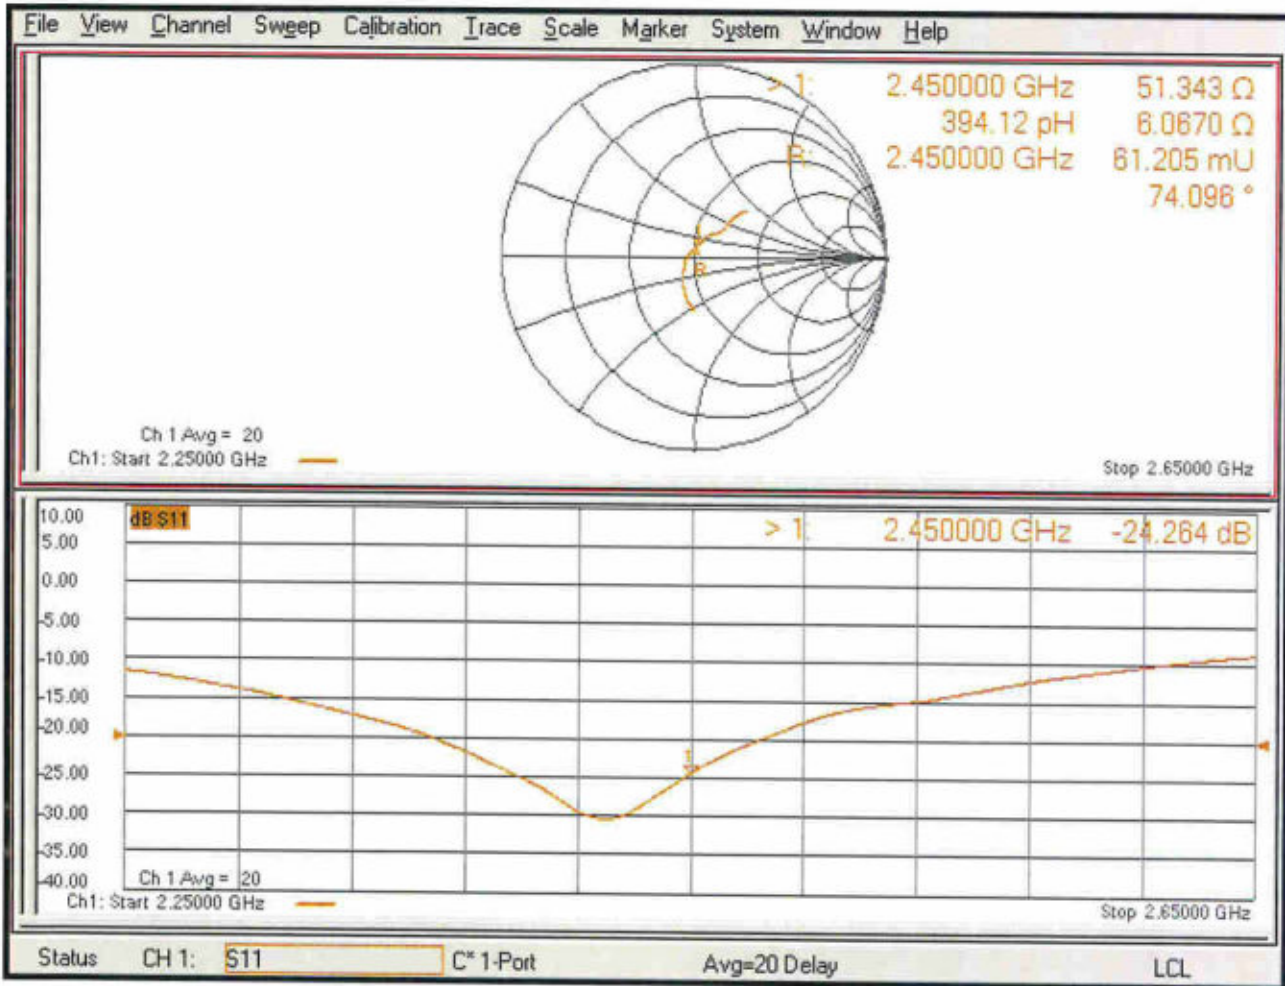 File View Channel Sweep Calibration Trace Scale Marker System Window Help
> 1: 2.450000 GHz 51.343 Ω
394.12 pH 6.0670 Ω
R: 2.450000 GHz 61.205 mU
74.096 °
R
Ch 1 Avg = 20
Ch1: Start 2.25000 GHz
Stop 2.65000 GHz
10.00
5.00
0.00
-5.00
-10.00
-15.00
-20.00
-25.00
-30.00
-35.00
-40.00
dB S11
> 1: 2.450000 GHz -24.264 dB
1
Ch 1 Avg = 20
Ch1: Start 2.25000 GHz
Stop 2.65000 GHz
Status CH 1: S11 C* 1-Port Avg=20 Delay LCL